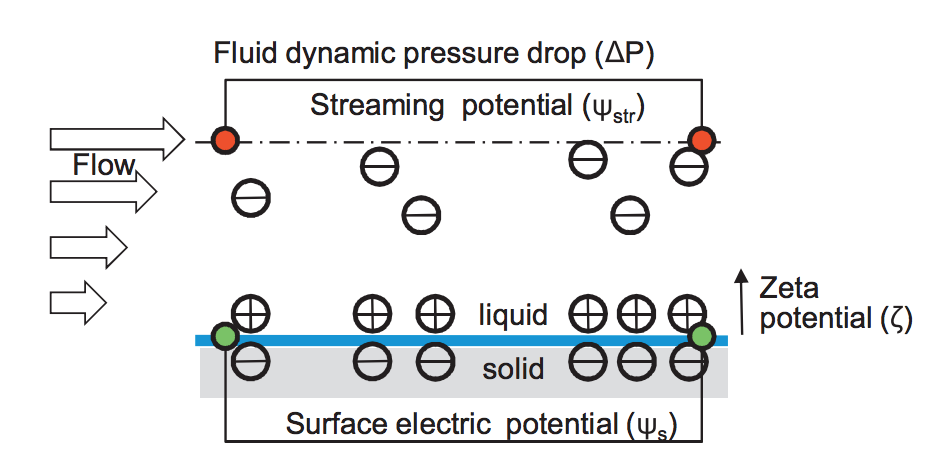 Fluid dynamic pressure drop (ΔP)
Streaming potential (ψstr)
Flow
liquid
Zeta
potential (ζ)
solid
Surface electric potential (ψs)